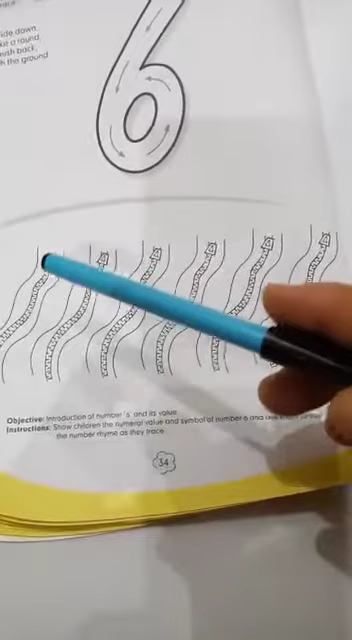 ide down,
a round,
back,
h the ground
6
Objective: Introduction of number '6' and its value
Instructions: Show children the numeral value and symbol of number 6 and
the number rhyme as they trace.
34